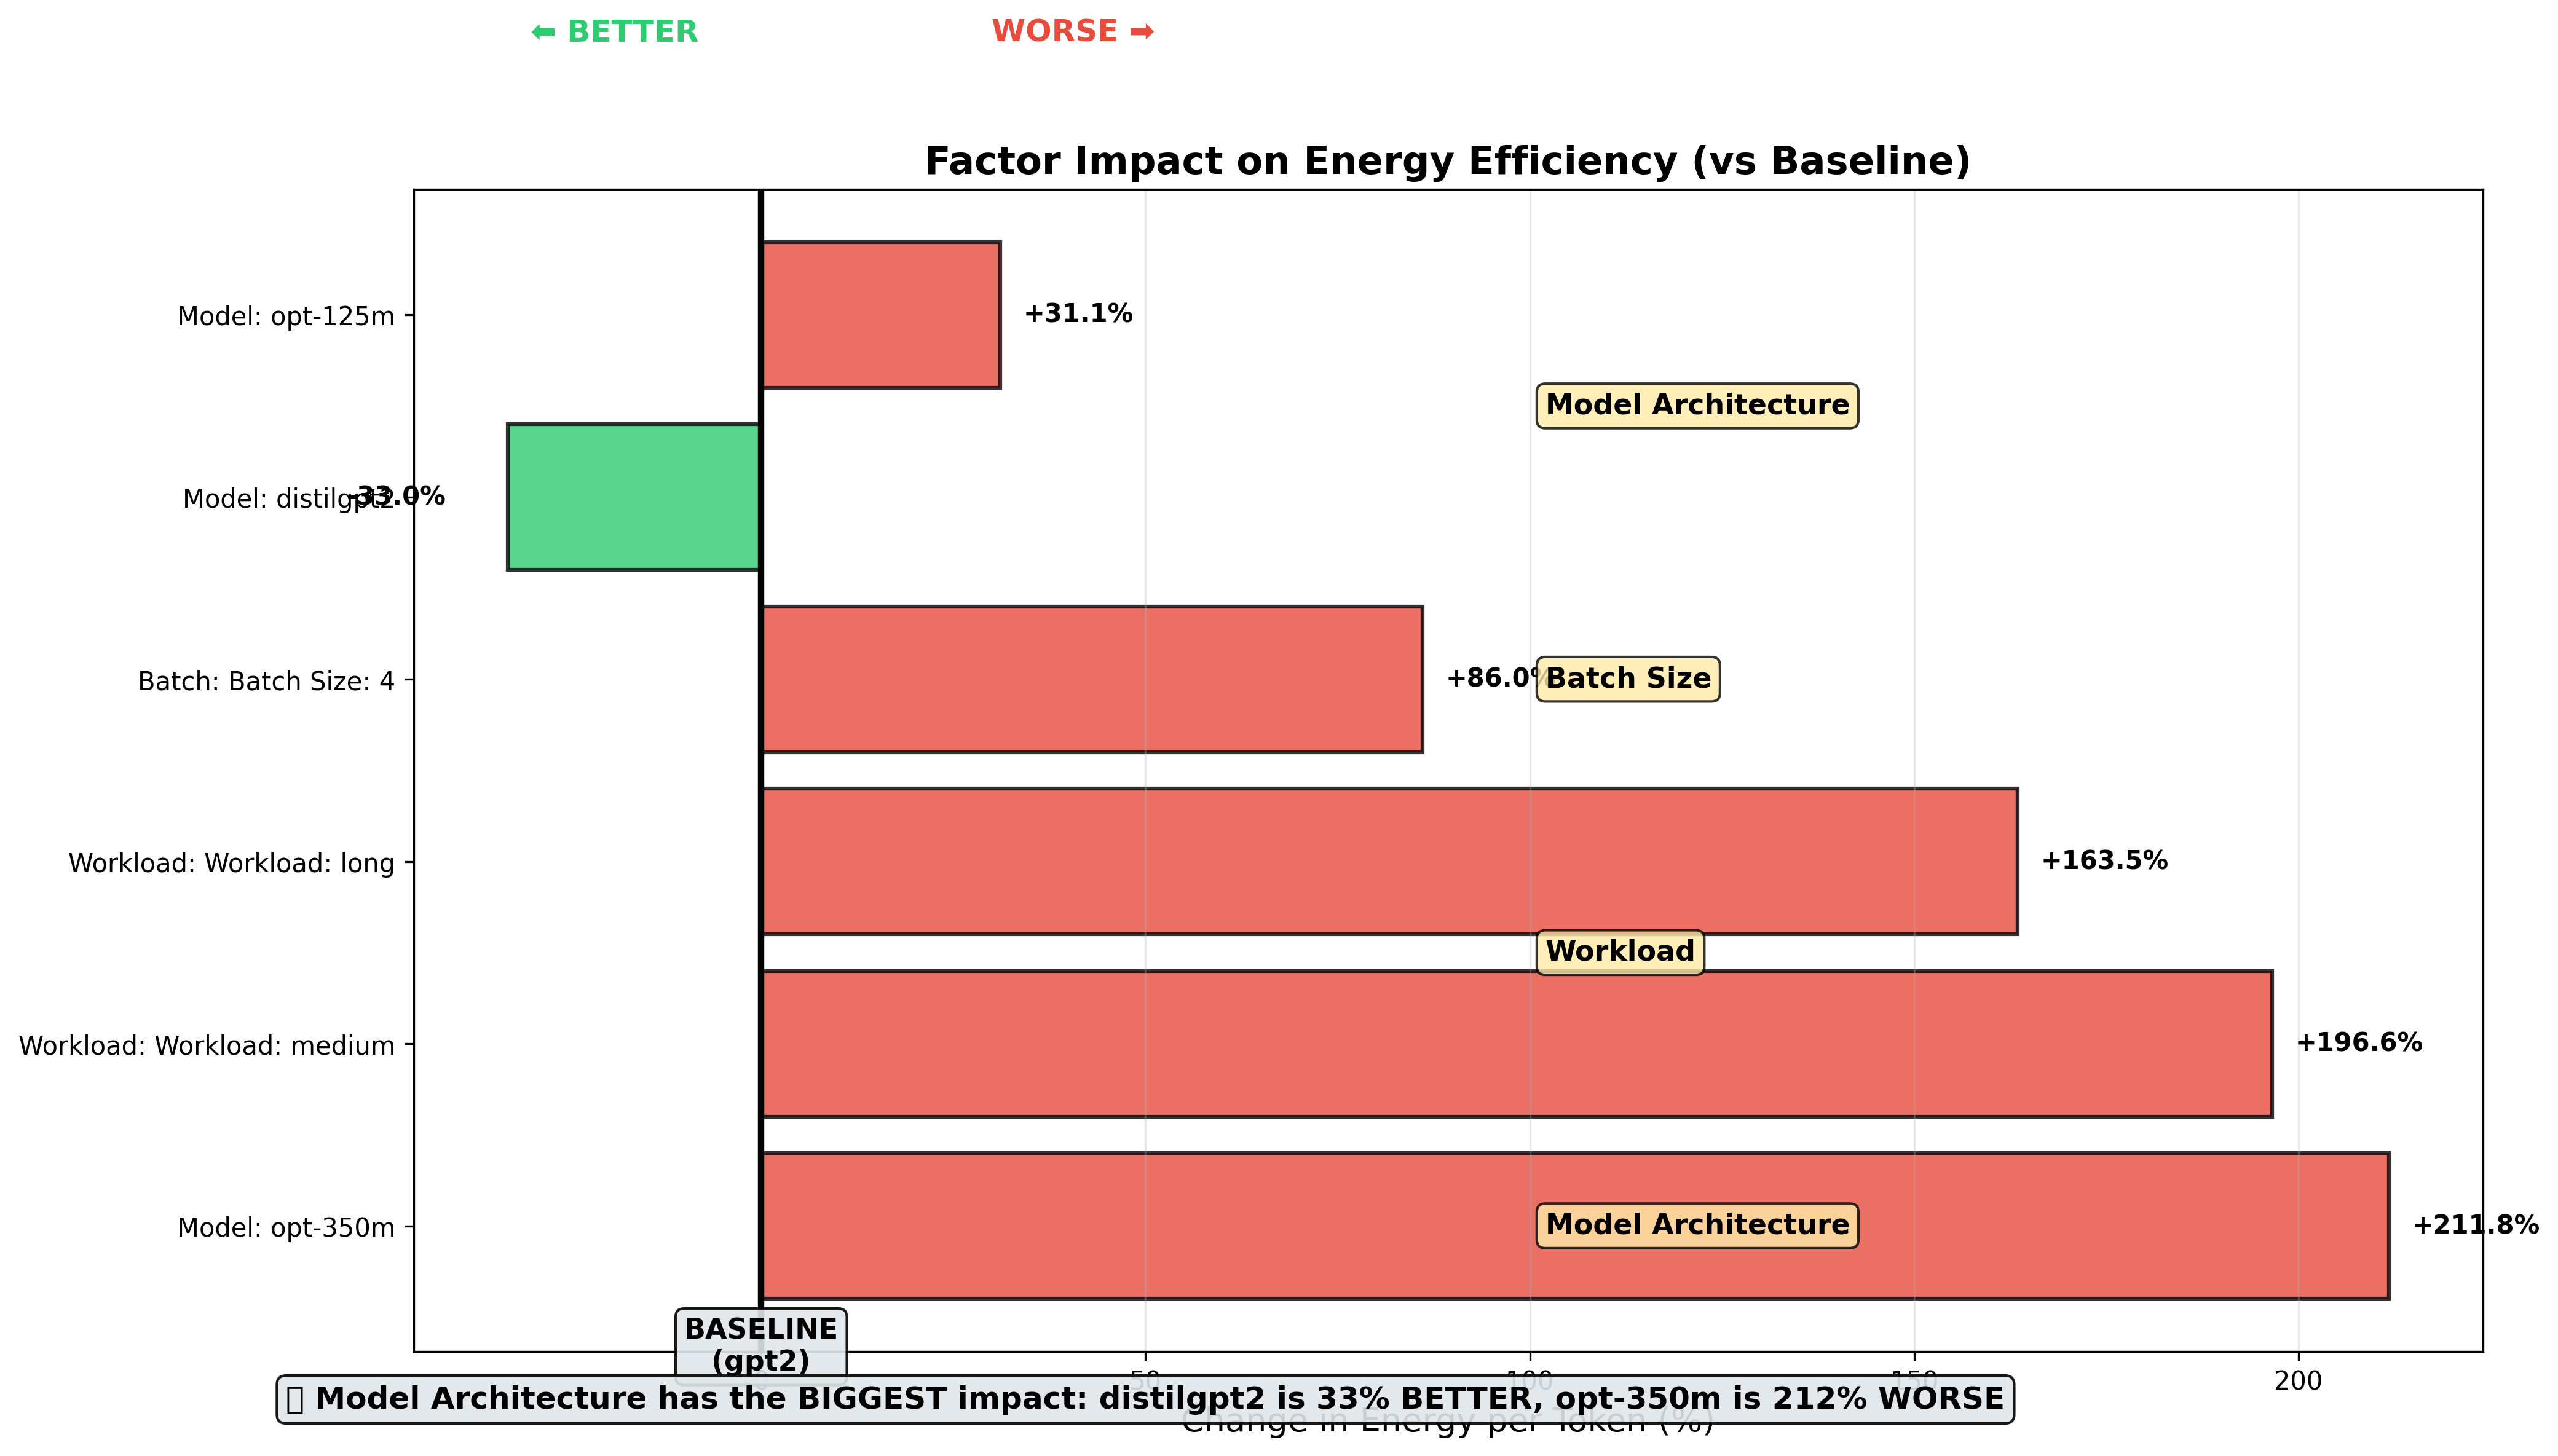 ⬅ BETTER
WORSE ➡
Factor Impact on Energy Efficiency (vs Baseline)
Model: opt-125m
+31.1%
Model Architecture
Model: distilgpt2
-33.0%
Batch: Batch Size: 4
+86.0%
Batch Size
Workload: Workload: long
+163.5%
Workload
Workload: Workload: medium
+196.6%
Model: opt-350m
Model Architecture
+211.8%
BASELINE
(gpt2)
0 50 100 150 200
Model Architecture has the BIGGEST impact: distilgpt2 is 33% BETTER, opt-350m is 212% WORSE
Change in Energy per Token (%)